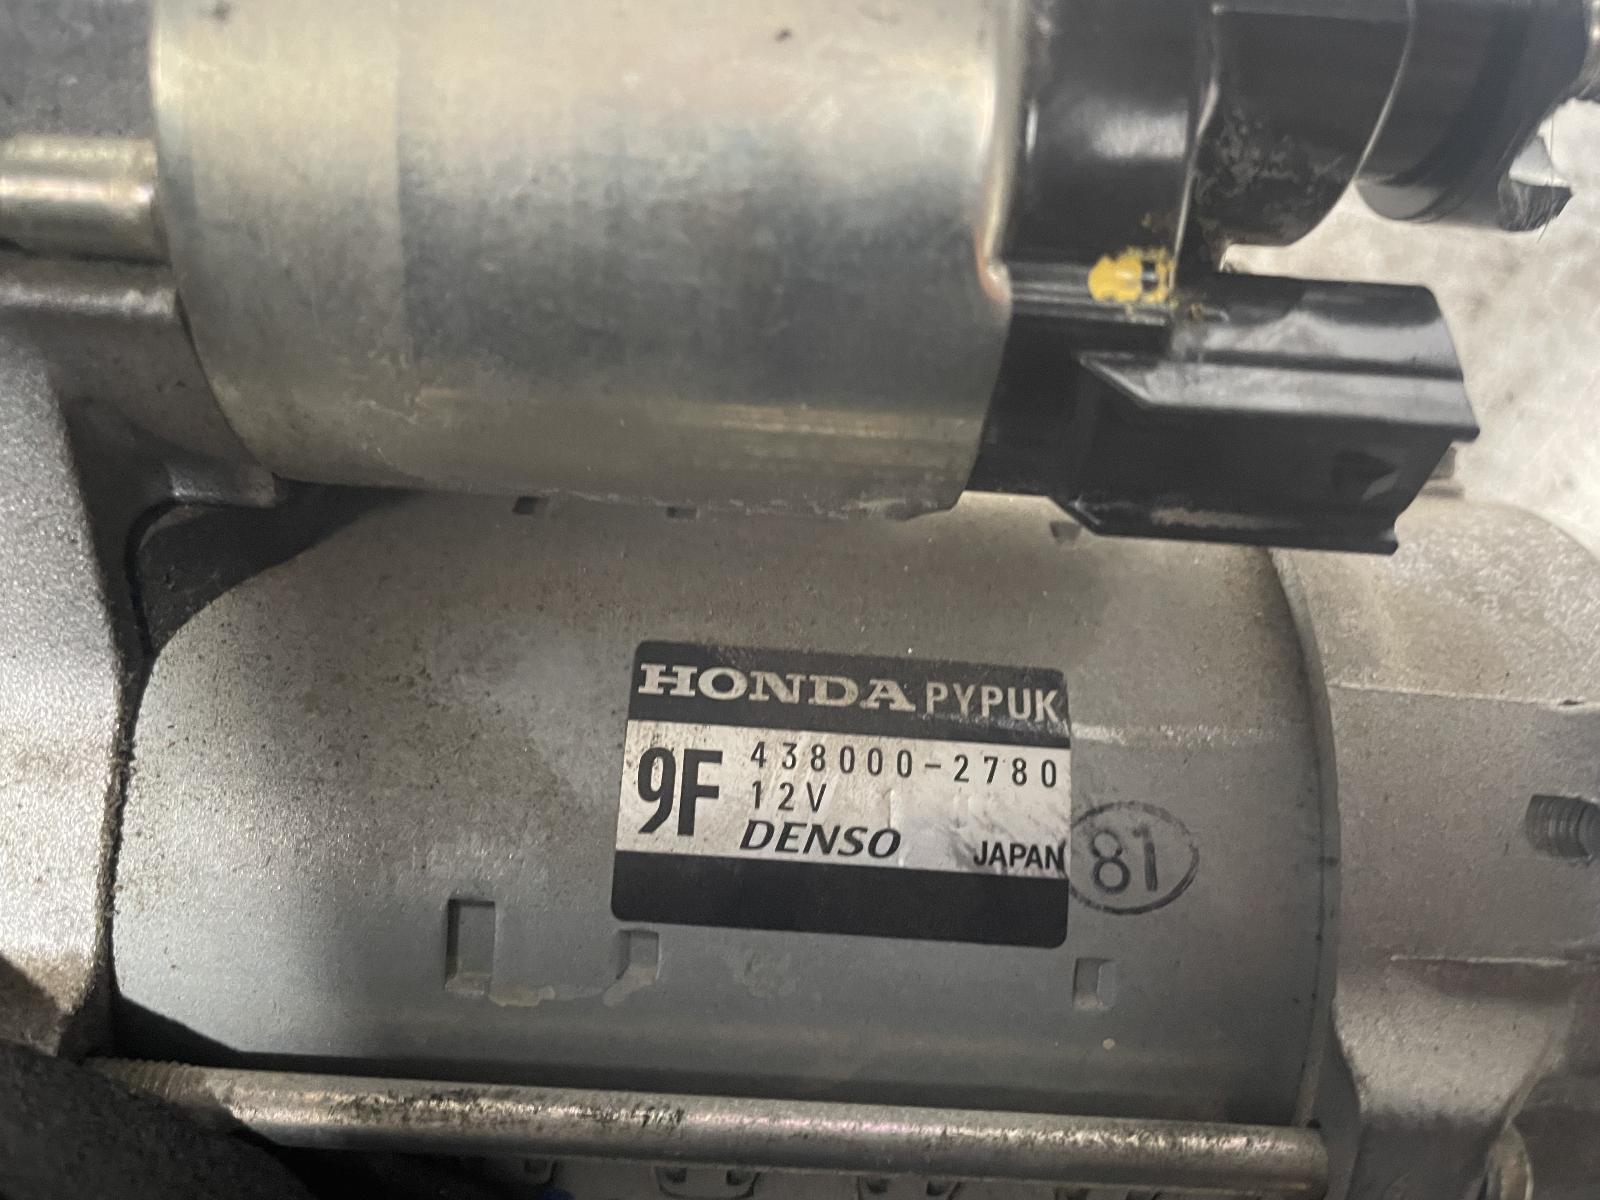 HONDA PYPUK
9F 438000-2780
12V
DENSO JAPAN
81